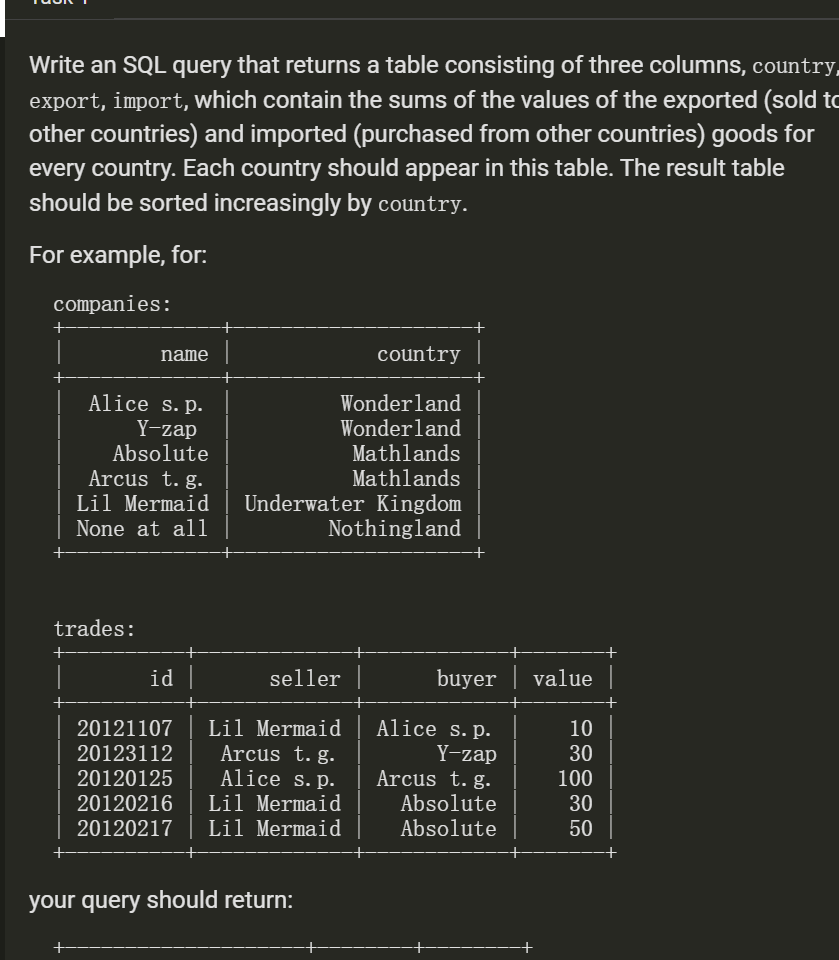 Task 1
Write an SQL query that returns a table consisting of three columns, country,
export, import, which contain the sums of the values of the exported (sold to
other countries) and imported (purchased from other countries) goods for
every country. Each country should appear in this table. The result table
should be sorted increasingly by country.
For example, for:
companies:
name | country
Alice s.p. | Wonderland
Y-zap | Wonderland
Absolute | Mathlands
Arcus t.g. | Mathlands
Lil Mermaid | Underwater Kingdom
None at all | Nothingland
trades:
id | seller | buyer | value
20121107 | Lil Mermaid | Alice s.p. | 10
20123112 | Arcus t.g. | Y-zap | 30
20120125 | Alice s.p. | Arcus t.g. | 100
20120216 | Lil Mermaid | Absolute | 30
20120217 | Lil Mermaid | Absolute | 50
your query should return: